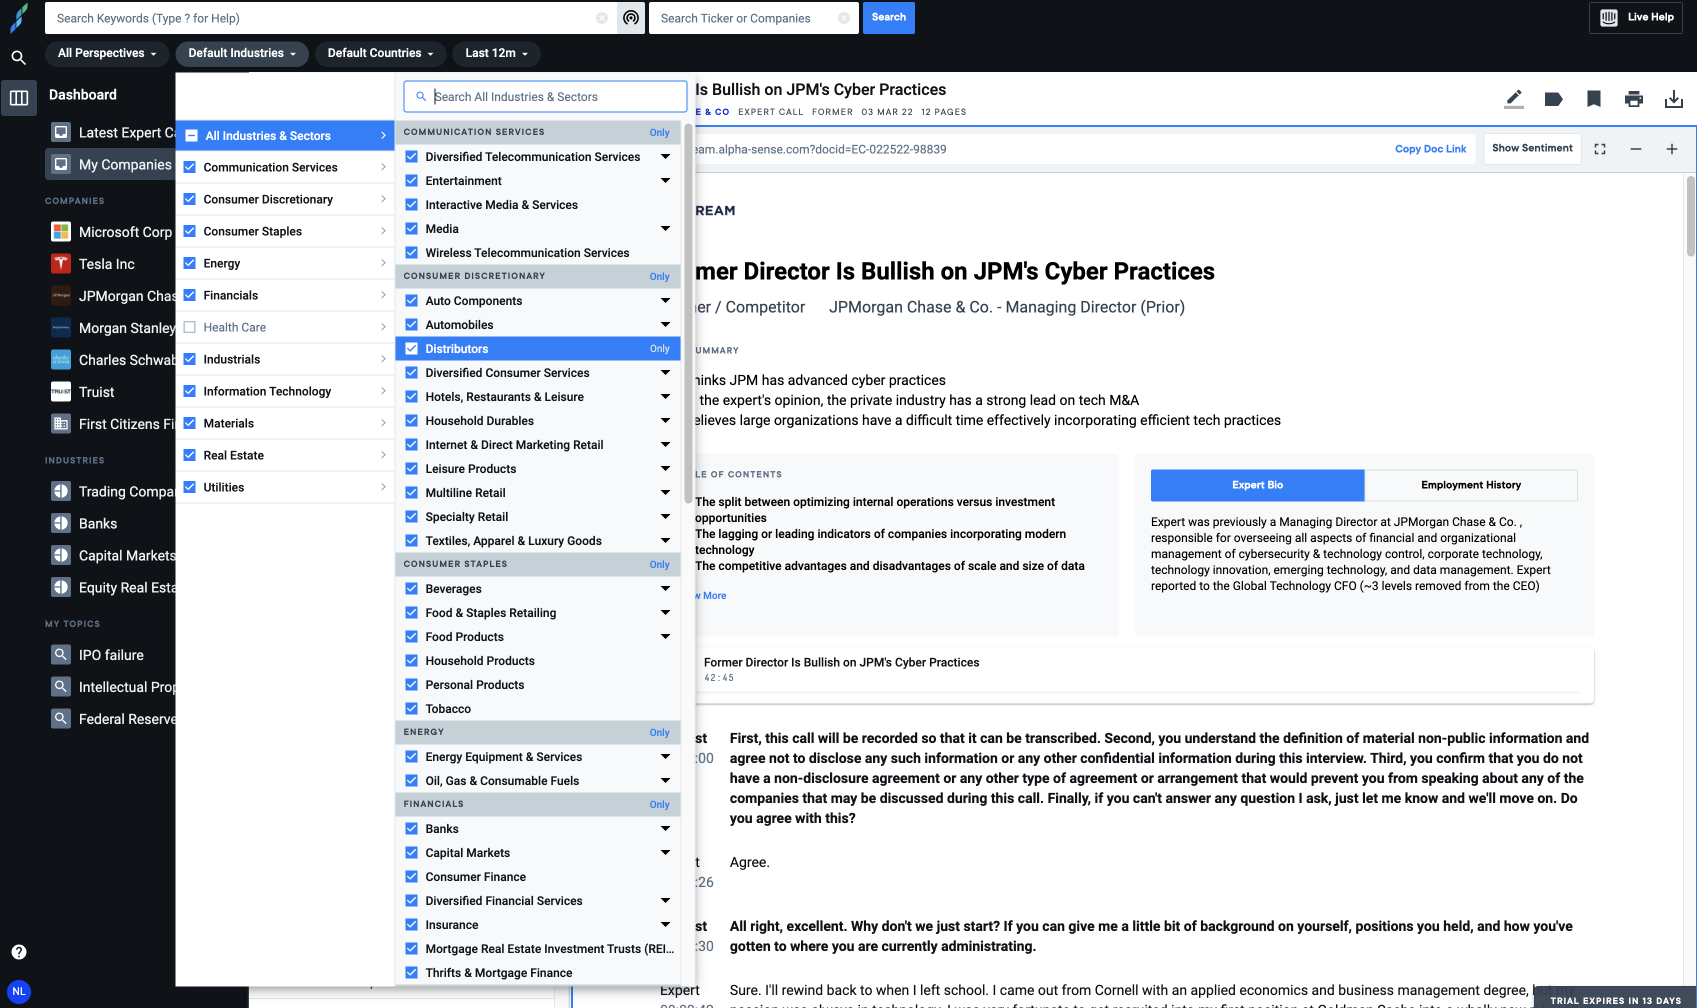 Search Keywords (Type ? for Help)
Search Ticker or Companies
Search
Live Help
All Perspectives
Default Industries
Default Countries
Last 12m
Dashboard
Latest Expert Ca
My Companies
COMPANIES
Microsoft Corp
Tesla Inc
JPMorgan Chas
Morgan Stanley
Charles Schwab
Truist
First Citizens Fi
INDUSTRIES
Trading Compa
Banks
Capital Markets
Equity Real Esta
MY TOPICS
IPO failure
Intellectual Prop
Federal Reserve
NL
All Industries & Sectors
Communication Services
Consumer Discretionary
Consumer Staples
Energy
Financials
Health Care
Industrials
Information Technology
Materials
Real Estate
Utilities
Search All Industries & Sectors
COMMUNICATION SERVICES Only
Diversified Telecommunication Services
Entertainment
Interactive Media & Services
Media
Wireless Telecommunication Services
CONSUMER DISCRETIONARY Only
Auto Components
Automobiles
Distributors Only
Diversified Consumer Services
Hotels, Restaurants & Leisure
Household Durables
Internet & Direct Marketing Retail
Leisure Products
Multiline Retail
Specialty Retail
Textiles, Apparel & Luxury Goods
CONSUMER STAPLES Only
Beverages
Food & Staples Retailing
Food Products
Household Products
Personal Products
Tobacco
ENERGY Only
Energy Equipment & Services
Oil, Gas & Consumable Fuels
FINANCIALS Only
Banks
Capital Markets
Consumer Finance
Diversified Financial Services
Insurance
Mortgage Real Estate Investment Trusts (REI...
Thrifts & Mortgage Finance
Is Bullish on JPM's Cyber Practices
E & CO EXPERT CALL FORMER 03 MAR 22 12 PAGES
eam.alpha-sense.com?docid=EC-022522-98839
Copy Doc Link
Show Sentiment
REAM
mer Director Is Bullish on JPM's Cyber Practices
er / Competitor JPMorgan Chase & Co. - Managing Director (Prior)
UMMARY
inks JPM has advanced cyber practices
the expert's opinion, the private industry has a strong lead on tech M&A
elieves large organizations have a difficult time effectively incorporating efficient tech practices
LE OF CONTENTS
The split between optimizing internal operations versus investment
opportunities
The lagging or leading indicators of companies incorporating modern
technology
The competitive advantages and disadvantages of scale and size of data
w More
Expert Bio
Employment History
Expert was previously a Managing Director at JPMorgan Chase & Co. ,
responsible for overseeing all aspects of financial and organizational
management of cybersecurity & technology control, corporate technology,
technology innovation, emerging technology, and data management. Expert
reported to the Global Technology CFO (~3 levels removed from the CEO)
Former Director Is Bullish on JPM's Cyber Practices
42:45
st First, this call will be recorded so that it can be transcribed. Second, you understand the definition of material non-public information and
:00 agree not to disclose any such information or any other confidential information during this interview. Third, you confirm that you do not
have a non-disclosure agreement or any other type of agreement or arrangement that would prevent you from speaking about any of the
companies that may be discussed during this call. Finally, if you can't answer any question I ask, just let me know and we'll move on. Do
you agree with this?
t Agree.
:26
st All right, excellent. Why don't we just start? If you can give me a little bit of background on yourself, positions you held, and how you've
:30 gotten to where you are currently administrating.
Expert Sure. I'll rewind back to when I left school. I came out from Cornell with an applied economics and business management degree, but my
TRIAL EXPIRES IN 13 DAYS